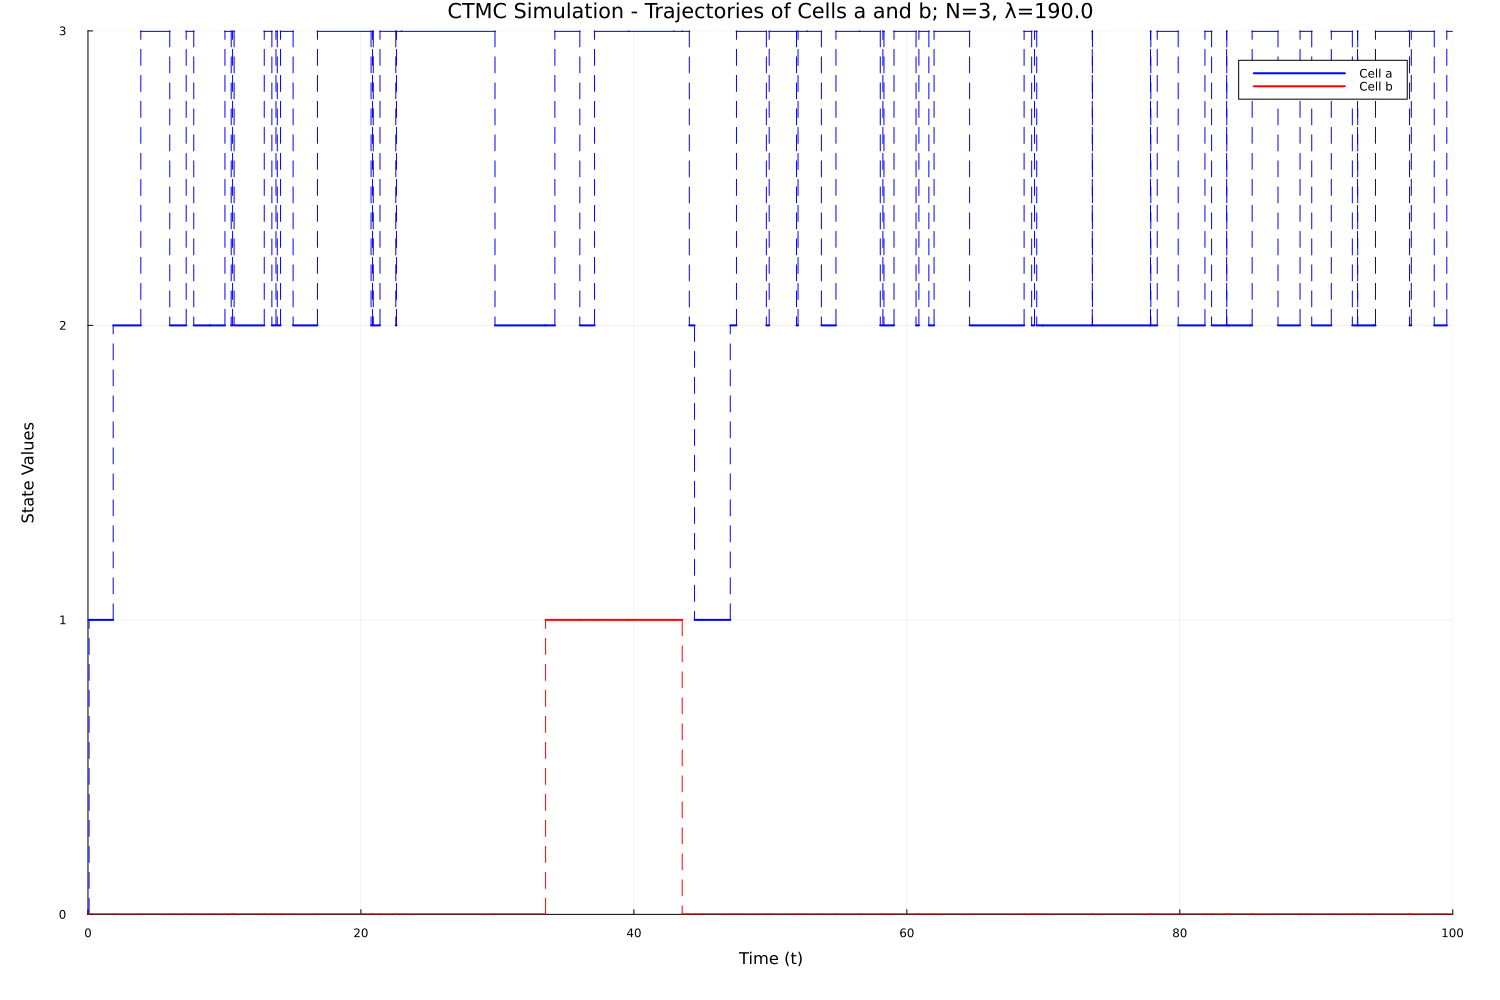 CTMC Simulation - Trajectories of Cells a and b; N=3, λ=190.0
3
Cell a
Cell b
2
State Values
1
0
0 20 40 60 80 100
Time (t)